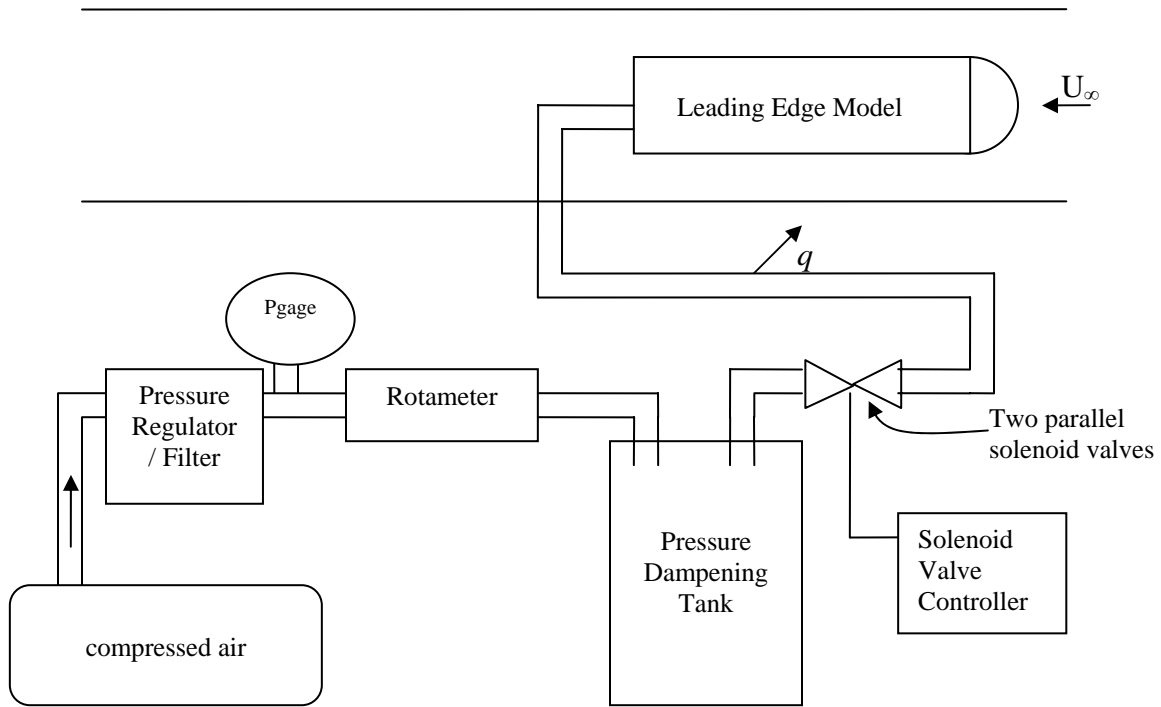 Leading Edge Model
U∞
q
Pgage
Pressure
Regulator
/ Filter
Rotameter
Two parallel
solenoid valves
Pressure
Dampening
Tank
Solenoid
Valve
Controller
compressed air